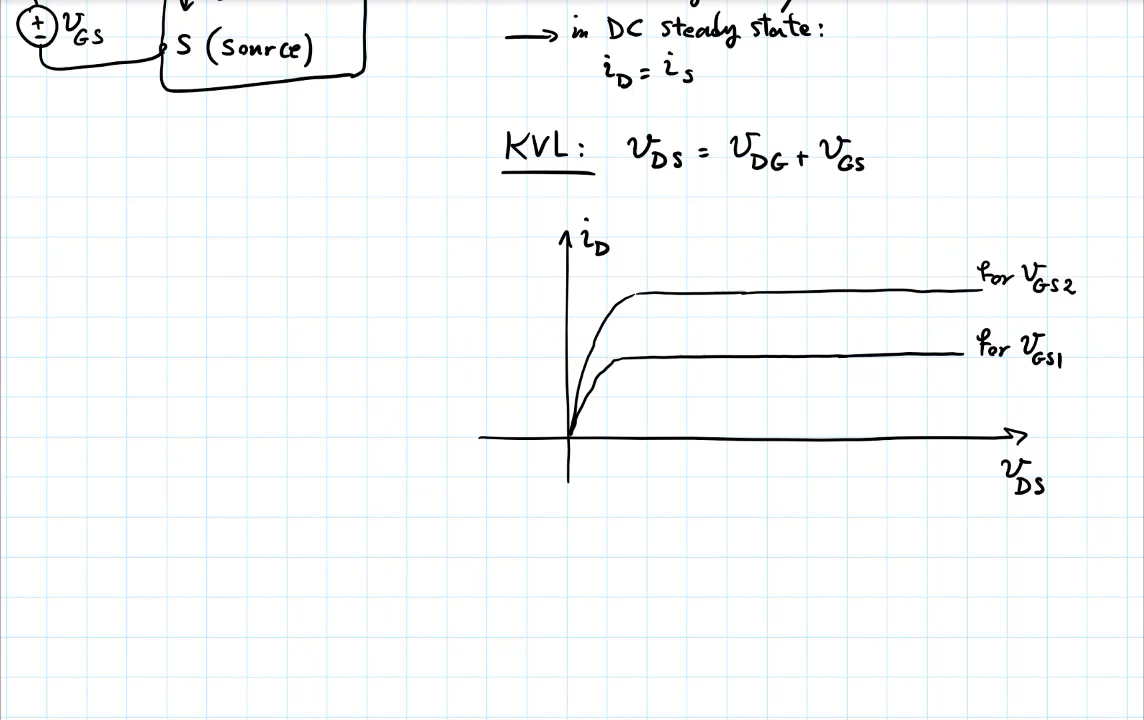 V_GS
S (Source)
→ in DC steady state:
i_D = i_S
KVL: V_DS = V_DG + V_GS
i_D
for V_GS2
for V_GS1
V_DS